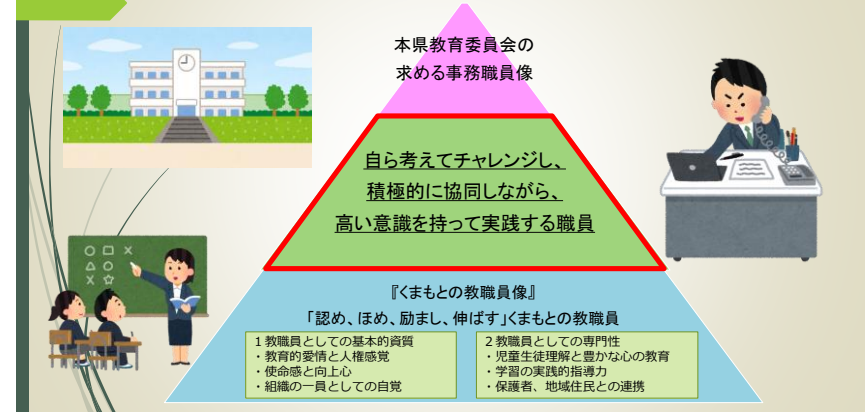 本県教育委員会の
求める事務職員像
自ら考えてチャレンジし、
積極的に協同しながら、
高い意識を持って実践する職員
『くまもとの教職員像』
「認め、ほめ、励まし、伸ばす」くまもとの教職員
１教職員としての基本的資質
・教育的愛情と人権感覚
・使命感と向上心
・組織の一員としての自覚
２教職員としての専門性
・児童生徒理解と豊かな心の教育
・学習の実践的指導力
・保護者、地域住民との連携